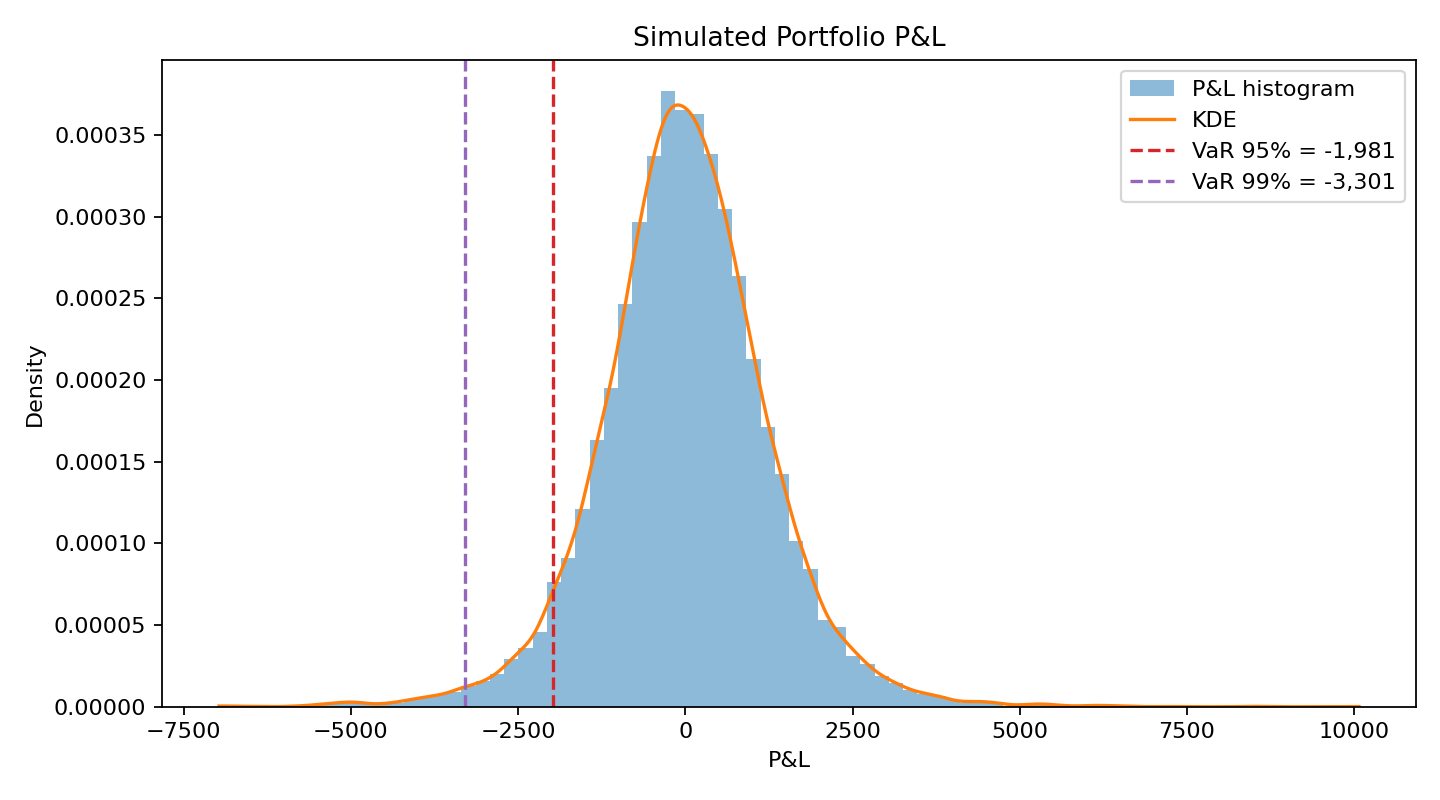 Simulated Portfolio P&L
P&L histogram
KDE
VaR 95% = -1,981
VaR 99% = -3,301
Density
0.00035
0.00030
0.00025
0.00020
0.00015
0.00010
0.00005
0.00000
−7500 −5000 −2500 0 2500 5000 7500 10000
P&L